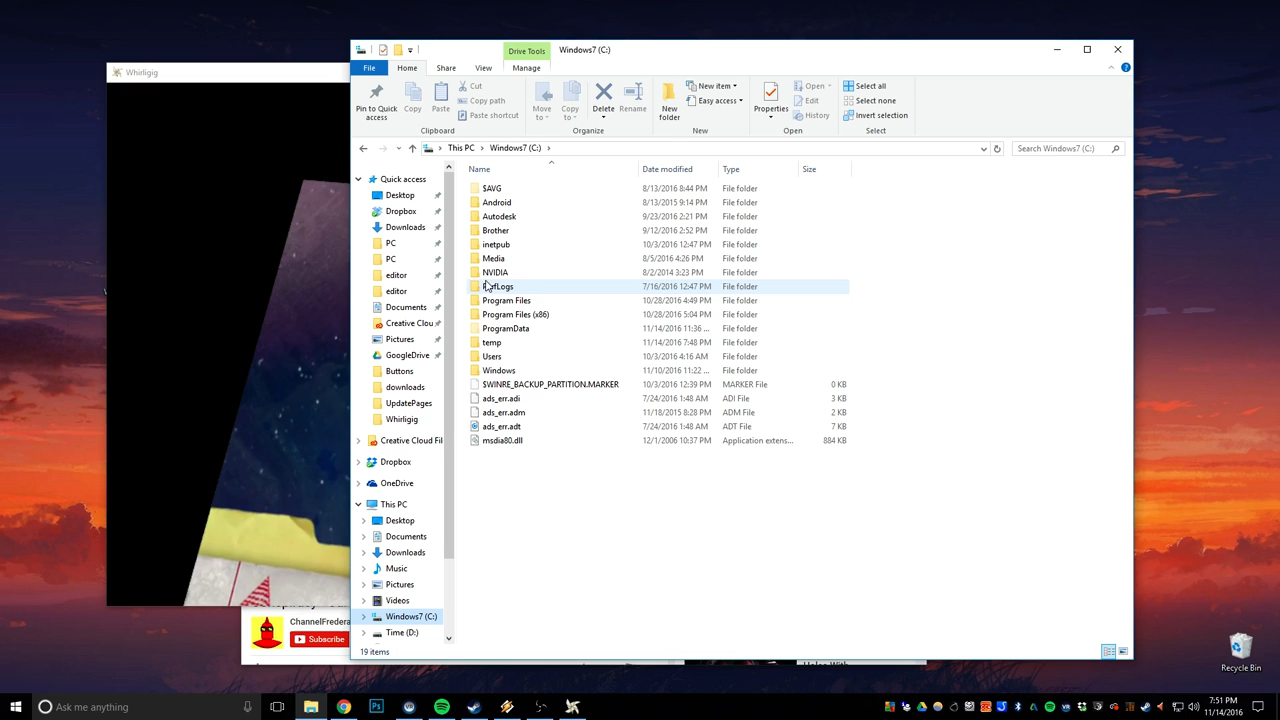 Whirligig
Drive Tools
Windows7 (C:)
File
Home
Share
View
Manage
Pin to Quick access
Copy
Paste
Cut
Copy path
Paste shortcut
Clipboard
Move to
Copy to
Delete
Rename
Organize
New folder
New item
Easy access
New
Properties
Open
Edit
History
Open
Select all
Select none
Invert selection
Select
This PC > Windows7 (C:) >
Search Windows7 (C:)
Name
Date modified
Type
Size
Quick access
Desktop
Dropbox
Downloads
PC
PC
editor
editor
Documents
Creative Clou
Pictures
GoogleDrive
Buttons
downloads
UpdatePages
Whirligig
Creative Cloud Fil
Dropbox
OneDrive
This PC
Desktop
Documents
Downloads
Music
Pictures
Videos
Windows7 (C:)
Time (D:)
$AVG 8/13/2016 8:44 PM File folder
Android 8/13/2015 9:14 PM File folder
Autodesk 9/23/2016 2:21 PM File folder
Brother 9/12/2016 2:52 PM File folder
inetpub 10/3/2016 12:47 PM File folder
Media 8/5/2016 4:26 PM File folder
NVIDIA 8/2/2014 3:23 PM File folder
7/16/2016 12:47 PM File folder
Program Files 10/28/2016 4:49 PM File folder
Program Files (x86) 10/28/2016 5:04 PM File folder
ProgramData 11/14/2016 11:36 ... File folder
temp 11/14/2016 7:48 PM File folder
Users 10/3/2016 4:16 AM File folder
Windows 11/10/2016 11:22 ... File folder
$WINRE_BACKUP_PARTITION.MARKER 10/3/2016 12:39 PM MARKER File 0 KB
ads_err.adi 7/24/2016 1:48 AM ADI File 3 KB
ads_err.adm 11/18/2015 8:28 PM ADM File 2 KB
ads_err.adt 7/24/2016 1:48 AM ADT File 7 KB
msdia80.dll 12/1/2006 10:37 PM Application extens... 884 KB
19 items
ChannelFredera
Subscribe
Recycle Bin
Ask me anything
7:51 PM
11/14/2016